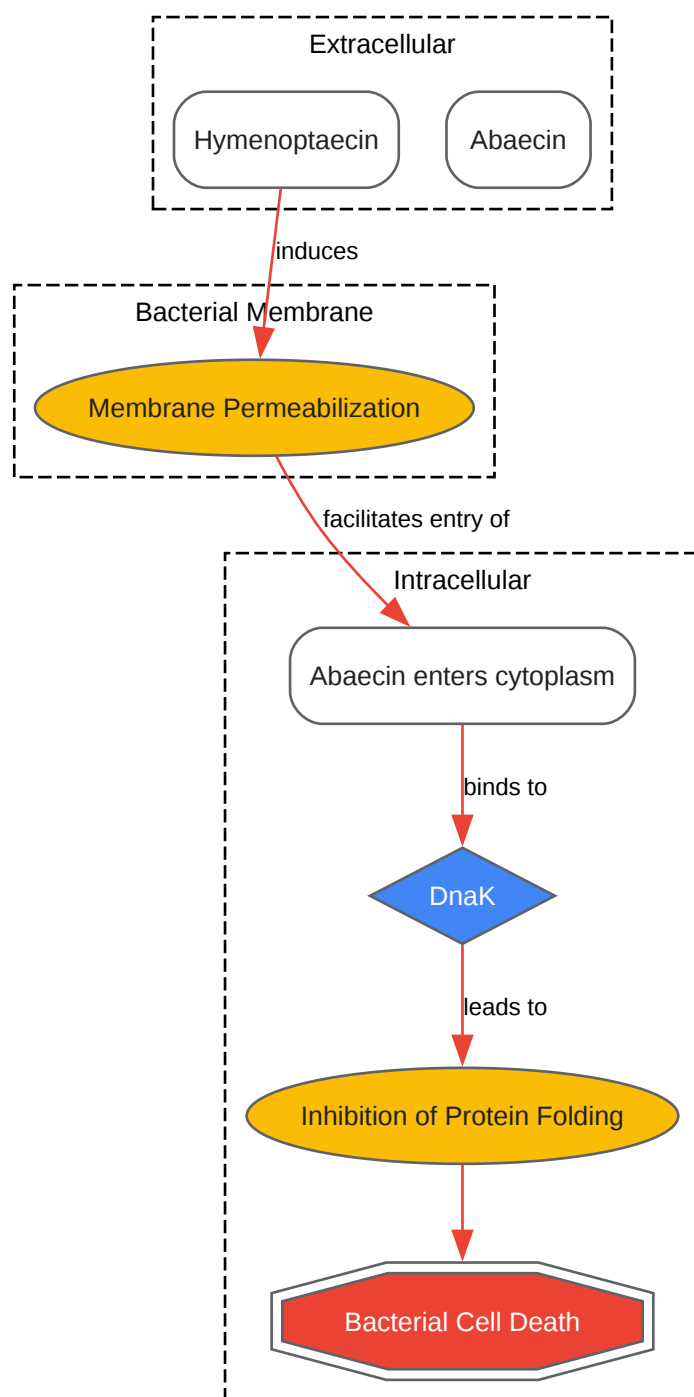 Extracellular
Hymenoptaecin
Abaecin
induces
Bacterial Membrane
Membrane Permeabilization
facilitates entry of
Intracellular
Abaecin enters cytoplasm
binds to
DnaK
leads to
Inhibition of Protein Folding
Bacterial Cell Death